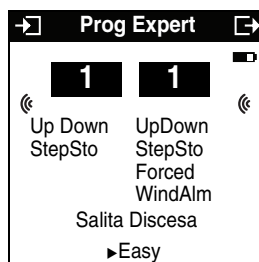 Prog Expert
1 1
Up Down UpDown
StepSto StepSto
Forced
WindAlm
Salita Discesa
▸Easy